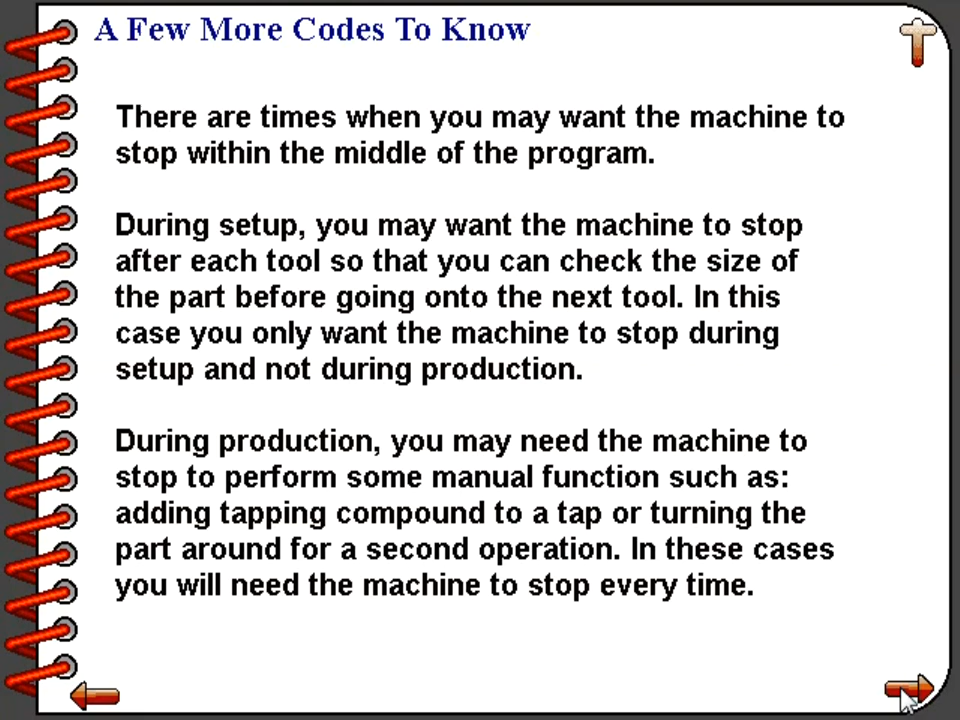 A Few More Codes To Know
There are times when you may want the machine to
stop within the middle of the program.
During setup, you may want the machine to stop
after each tool so that you can check the size of
the part before going onto the next tool. In this
case you only want the machine to stop during
setup and not during production.
During production, you may need the machine to
stop to perform some manual function such as:
adding tapping compound to a tap or turning the
part around for a second operation. In these cases
you will need the machine to stop every time.